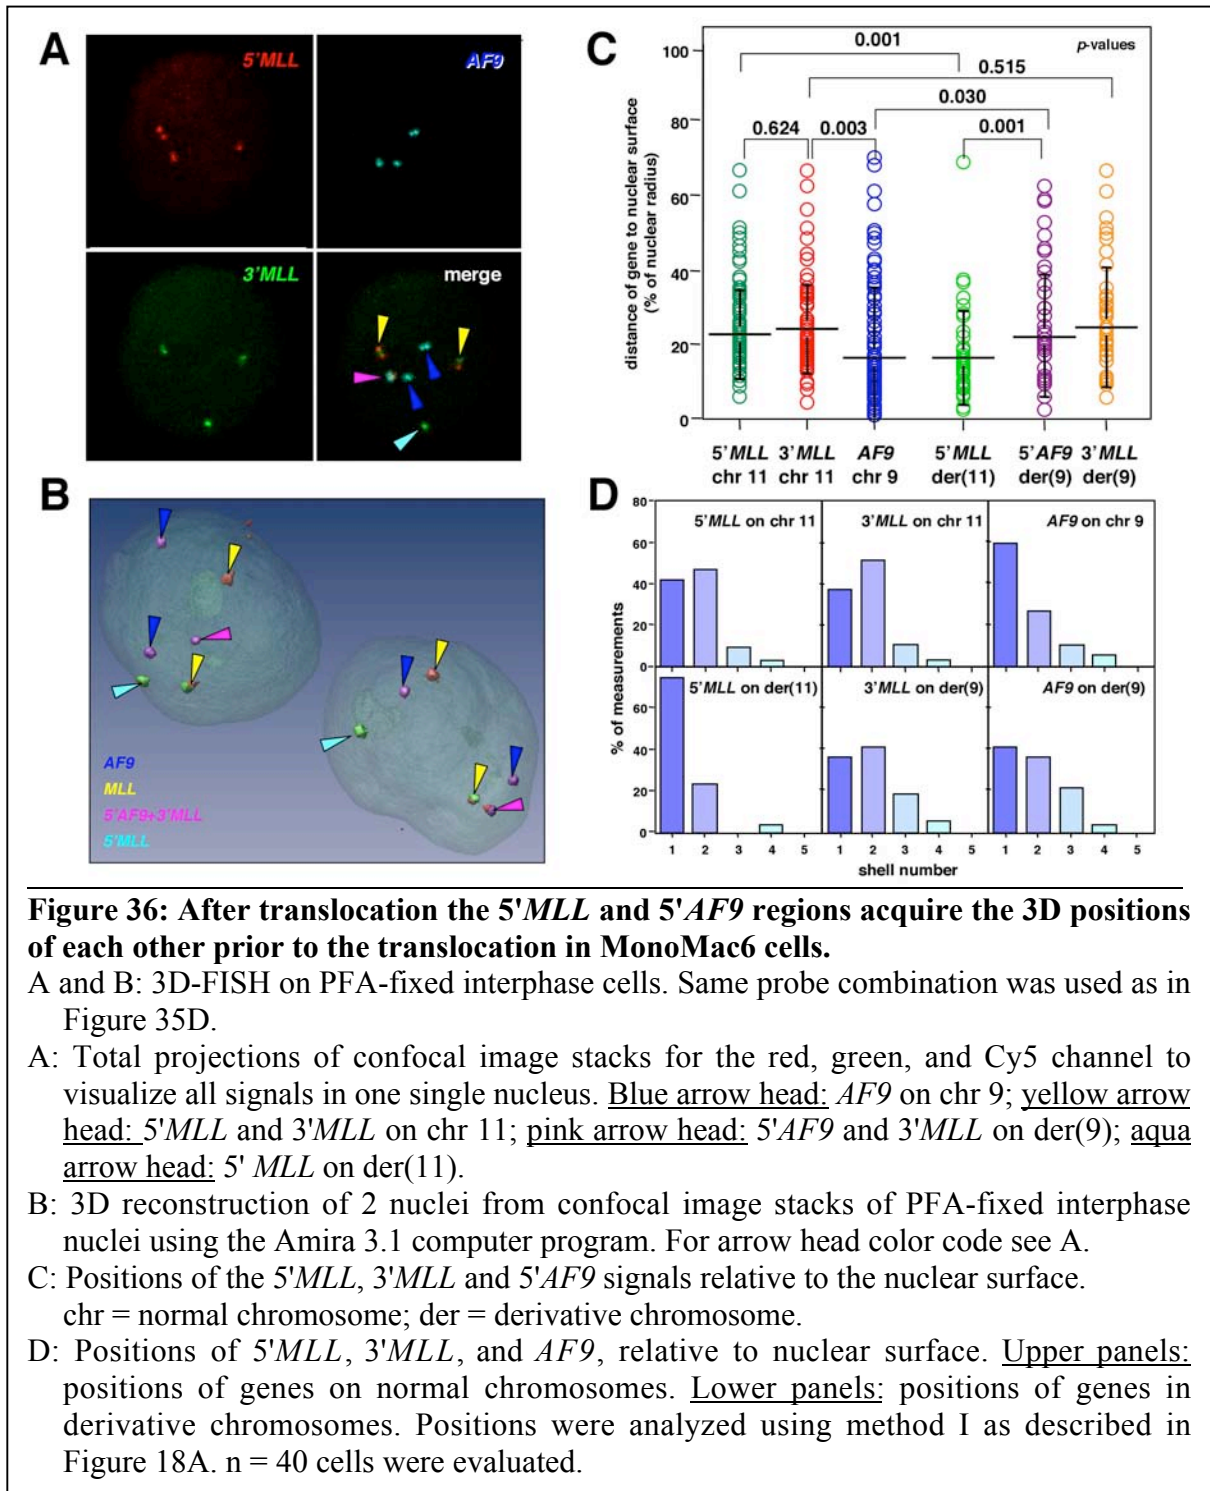 A
5'MLL
AF9
3'MLL
merge
B
AF9
MLL
5'AF9+3'MLL
5'MLL
C
p-values
0.001
0.515
0.030
0.624
0.003
0.001
100
80
60
40
20
0
distance of gene to nuclear surface
(% of nuclear radius)
5'MLL 3'MLL AF9 5'MLL 5'AF9 3'MLL
chr 11 chr 11 chr 9 der(11) der(9) der(9)
D
5'MLL on chr 11
3'MLL on chr 11
AF9 on chr 9
5'MLL on der(11)
3'MLL on der(9)
AF9 on der(9)
80
60
40
20
0
60
40
20
0
% of measurements
1 2 3 4 5 1 2 3 4 5 1 2 3 4 5
shell number
Figure 36: After translocation the 5'MLL and 5'AF9 regions acquire the 3D positions
of each other prior to the translocation in MonoMac6 cells.
A and B: 3D-FISH on PFA-fixed interphase cells. Same probe combination was used as in
Figure 35D.
A: Total projections of confocal image stacks for the red, green, and Cy5 channel to
visualize all signals in one single nucleus. Blue arrow head: AF9 on chr 9; yellow arrow
head: 5'MLL and 3'MLL on chr 11; pink arrow head: 5'AF9 and 3'MLL on der(9); aqua
arrow head: 5' MLL on der(11).
B: 3D reconstruction of 2 nuclei from confocal image stacks of PFA-fixed interphase
nuclei using the Amira 3.1 computer program. For arrow head color code see A.
C: Positions of the 5'MLL, 3'MLL and 5'AF9 signals relative to the nuclear surface.
chr = normal chromosome; der = derivative chromosome.
D: Positions of 5'MLL, 3'MLL, and AF9, relative to nuclear surface. Upper panels:
positions of genes on normal chromosomes. Lower panels: positions of genes in
derivative chromosomes. Positions were analyzed using method I as described in
Figure 18A. n = 40 cells were evaluated.